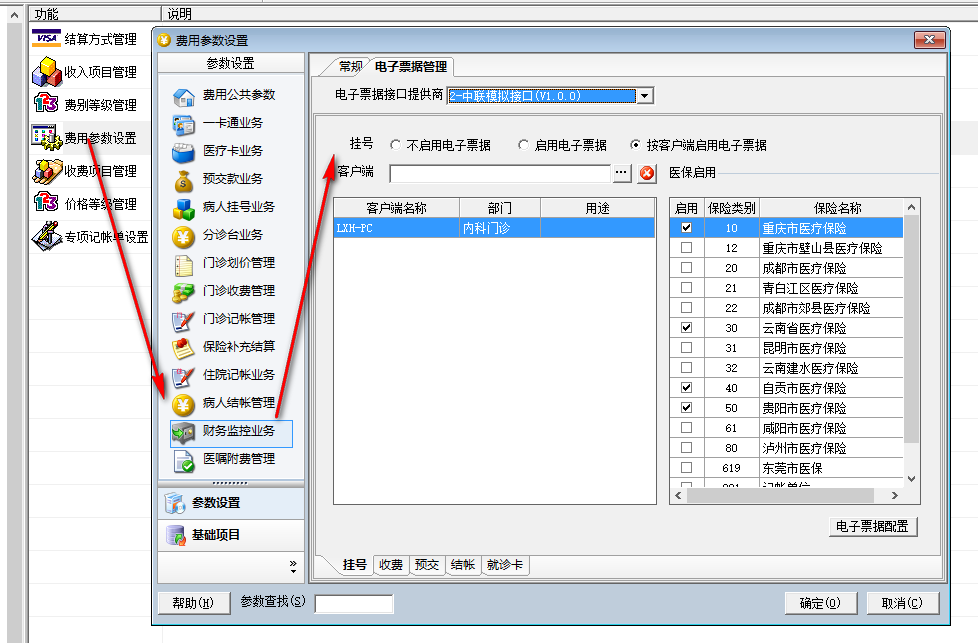 功能 说明
VISA 结算方式管理
收入项目管理
费别等级管理
费用参数设置
收费项目管理
价格等级管理
专项记帐单设置
费用参数设置
参数设置
费用公共参数
一卡通业务
医疗卡业务
预交款业务
病人挂号业务
分诊台业务
门诊划价管理
门诊收费管理
门诊记帐管理
保险补充结算
住院记帐业务
病人结帐管理
财务监控业务
医嘱附费管理
参数设置
基础项目
常规 电子票据管理
电子票据接口提供商 2-中联模拟接口(V1.0.0)
挂号 不启用电子票据 启用电子票据 按客户端启用电子票据
客户端 ... 医保启用
客户端名称 部门 用途
LXH-PC 内科门诊
启用 保险类别 保险名称
10 重庆市医疗保险
12 重庆市璧山县医疗保险
20 成都市医疗保险
21 青白江区医疗保险
22 成都市郊县医疗保险
30 云南省医疗保险
31 昆明市医疗保险
32 云南建水医疗保险
40 自贡市医疗保险
50 贵阳市医疗保险
61 咸阳市医疗保险
80 泸州市医疗保险
619 东莞市医保
电子票据配置
挂号 收费 预交 结帐 就诊卡
帮助(H) 参数查找(S) 确定(O) 取消(C)